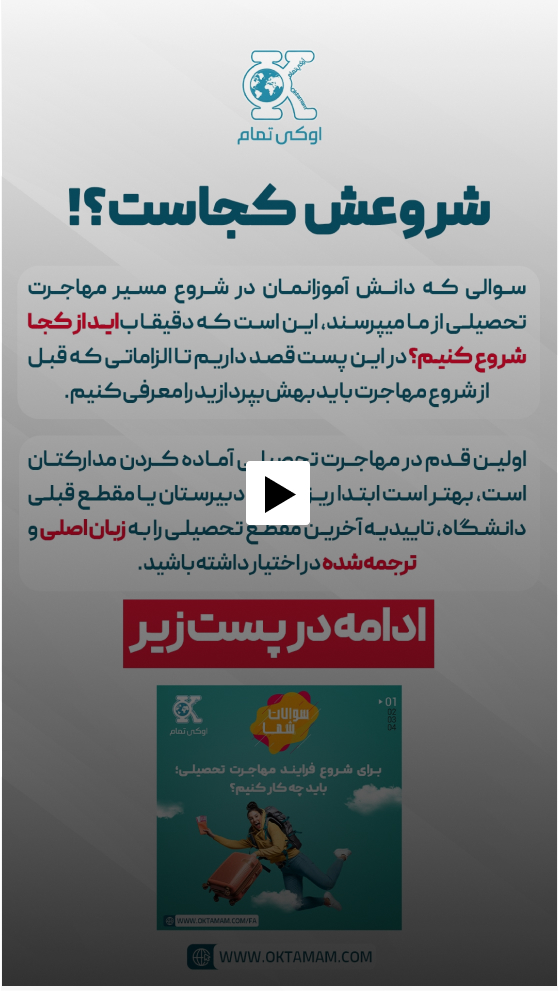 اوکی تمام
شروعش کجاست؟!
سوالی که دانش آموزانمان در شروع مسیر مهاجرت
تحصیلی از ما میپرسند، این است که دقیقاباید از کجا
شروع کنیم؟ در این پست قصد داریم تا الزاماتی که قبل
از شروع مهاجرت باید بهش بپردازید را معرفی کنیم.
اولین قدم در مهاجرت تحصیلی آماده کردن مدارکتان
است، بهتر است ابتدا دبیرستان یا مقطع قبلی
دانشگاه، تاییدیه آخرین مقطع تحصیلی را به زبان اصلی و
ترجمه شده در اختیار داشته باشید.
ادامه در پست زیر
اوکی تمام
سوالات
شما
01
02
03
04
برای شروع فرایند مهاجرت تحصیلی؛
باید چه کار کنیم؟
WWW.OKTAMAM.COM/FA
WWW.OKTAMAM.COM